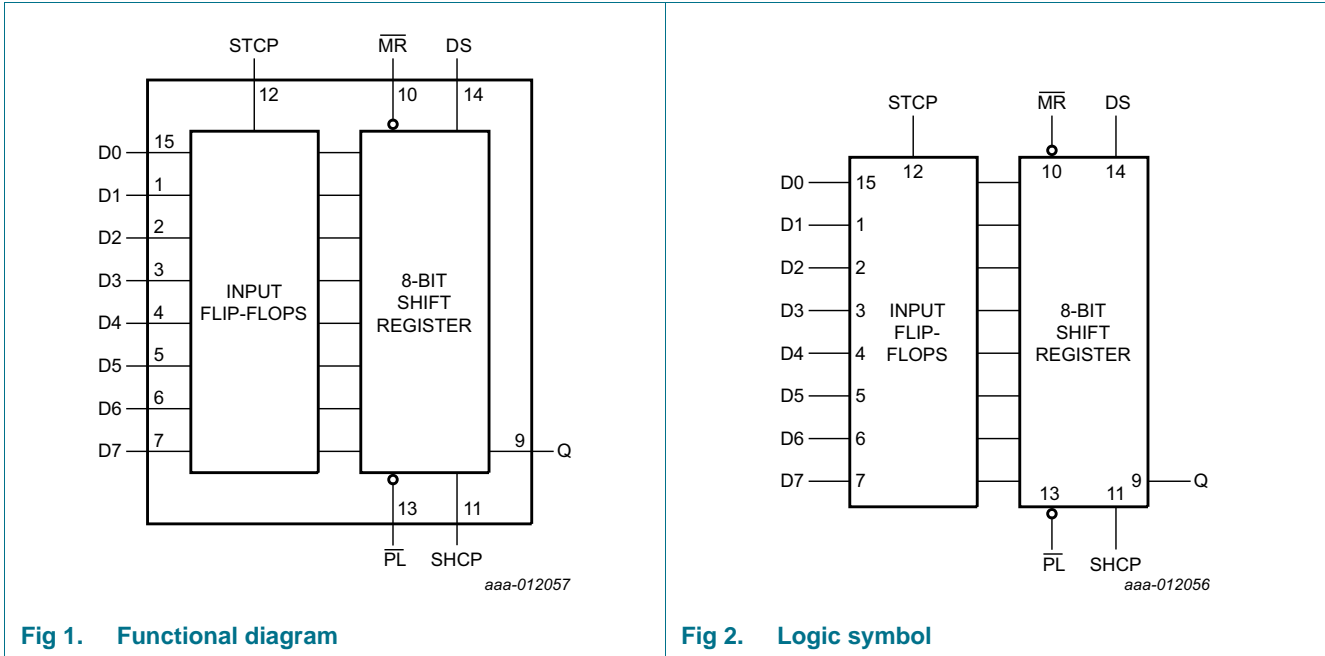 STCP
M̅R̅
DS
12
10
14
D0
15
D1
1
D2
2
D3
3
D4
4
D5
5
D6
6
D7
7
INPUT
FLIP-FLOPS
8-BIT
SHIFT
REGISTER
9
Q
13
11
P̅L̅
SHCP
aaa-012057
Fig 1. Functional diagram
STCP
M̅R̅
DS
12
10
14
D0
15
D1
1
D2
2
D3
3
D4
4
D5
5
D6
6
D7
7
INPUT
FLIP-
FLOPS
8-BIT
SHIFT
REGISTER
13
11
9
Q
P̅L̅
SHCP
aaa-012056
Fig 2. Logic symbol